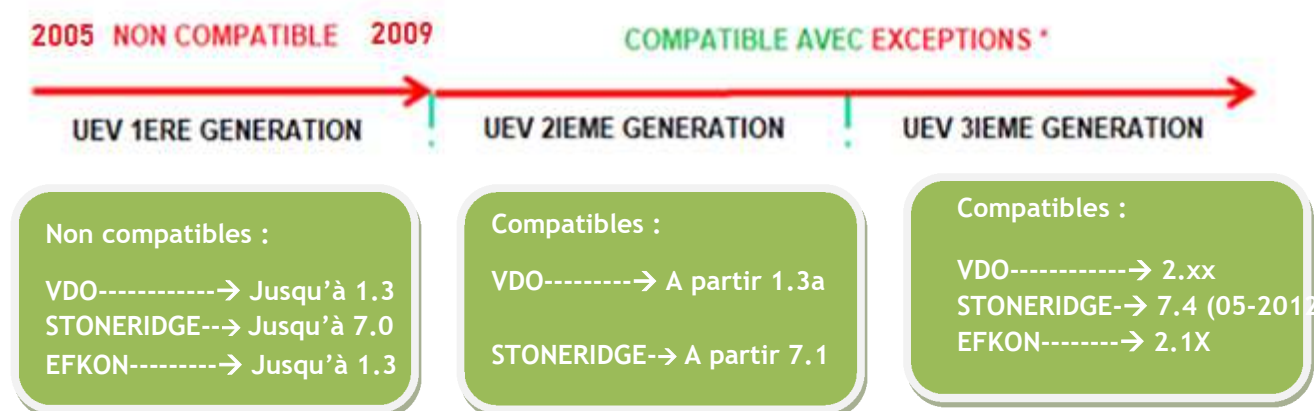 2005 NON COMPATIBLE 2009
COMPATIBLE AVEC EXCEPTIONS *
UEV 1ERE GENERATION
UEV 2IEME GENERATION
UEV 3IEME GENERATION
Non compatibles :
VDO------------→ Jusqu’à 1.3
STONERIDGE--→ Jusqu’à 7.0
EFKON---------→ Jusqu’à 1.3
Compatibles :
VDO---------→ A partir 1.3a
STONERIDGE-→ A partir 7.1
Compatibles :
VDO------------→ 2.xx
STONERIDGE-→ 7.4 (05-2012
EFKON--------→ 2.1X